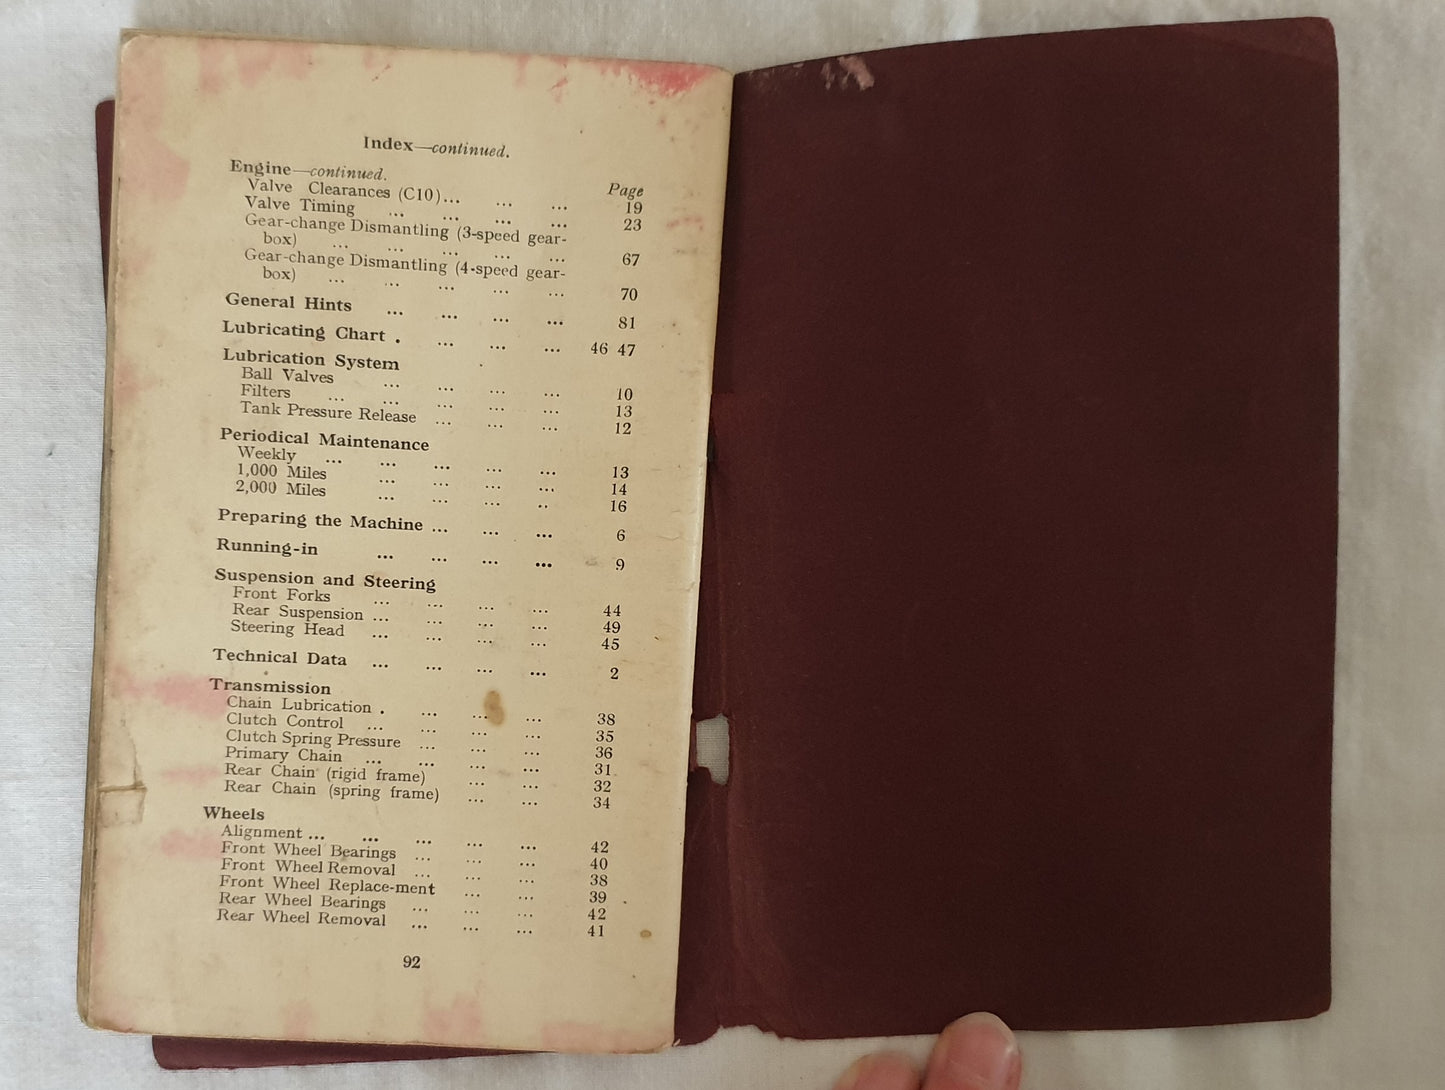 Index—continued.
Engine—continued.
Page
Valve Clearances (C10)... ... ... 19
Valve Timing ... ... ... ... 23
Gear-change Dismantling (3-speed gear-
box) ... ... ... ... ... 67
Gear-change Dismantling (4-speed gear-
box) ... ... ... ... ... 70
General Hints ... ... ... ... 81
Lubricating Chart . ... ... ... 46 47
Lubrication System
Ball Valves ... ... ... ... 10
Filters ... ... ... ... ... 13
Tank Pressure Release ... ... ... 12
Periodical Maintenance
Weekly ... ... ... ... ... 13
1,000 Miles ... ... ... ... 14
2,000 Miles ... ... ... .. 16
Preparing the Machine ... ... ... 6
Running-in ... ... ... ... 9
Suspension and Steering
Front Forks ... ... ... ... 44
Rear Suspension ... ... ... ... 49
Steering Head ... ... ... ... 45
Technical Data ... ... ... ... 2
Transmission
Chain Lubrication . ... ... ... 38
Clutch Control ... ... ... ... 35
Clutch Spring Pressure ... ... ... 36
Primary Chain ... ... ... ... 31
Rear Chain (rigid frame) ... ... 32
Rear Chain (spring frame) ... ... 34
Wheels
Alignment ... ... ... ... ... 42
Front Wheel Bearings ... ... ... 40
Front Wheel Removal ... ... ... 38
Front Wheel Replace-ment ... ... 39
Rear Wheel Bearings ... ... ... 42
Rear Wheel Removal ... ... ... 41
92